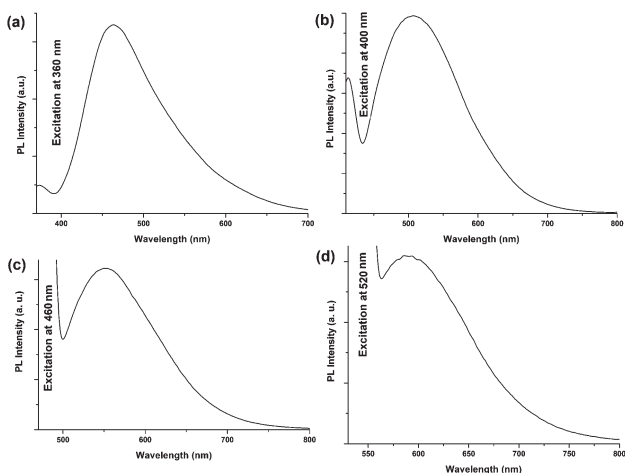 (a)
Excitation at 360 nm
PL Intensity (a.u.)
400 500 600 700
Wavelength (nm)
(b)
Excitation at 400 nm
PL Intensity (a.u.)
500 600 700 800
Wavelength (nm)
(c)
Excitation at 460 nm
PL Intensity (a. u.)
500 600 700 800
Wavelength (nm)
(d)
Excitation at 520 nm
PL Intensity (a. u.)
550 600 650 700 750 800
Wavelength (nm)